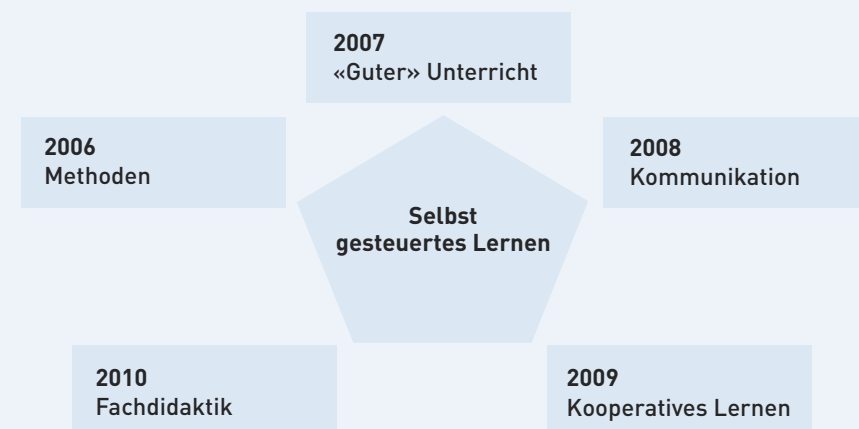 2007
«Guter» Unterricht
2006
Methoden
2008
Kommunikation
Selbst
gesteuertes Lernen
2010
Fachdidaktik
2009
Kooperatives Lernen